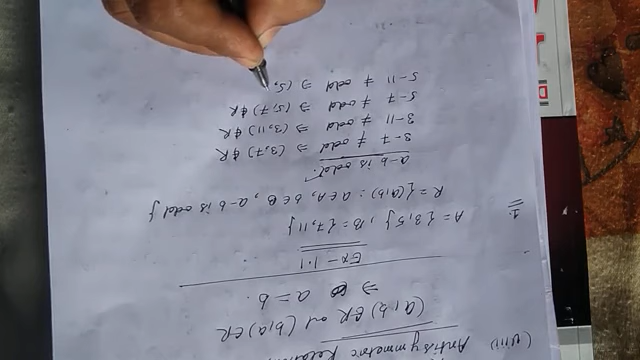 (viii) Antisymmetric Relation
(a,b) ∈R and (b,a) ∈R
⇒ a = b.
Ex-1.1
1. A = {3,5}, B = {7,11}
R = {(a,b) : a∈A, b∈B, a-b is odd}
a-b is odd.
3-7 ≠ odd ⇒ (3,7) ∉R
3-11 ≠ odd ⇒ (3,11) ∉R
5-7 ≠ odd ⇒ (5,7) ∉R
5-11 ≠ odd ⇒ (5,